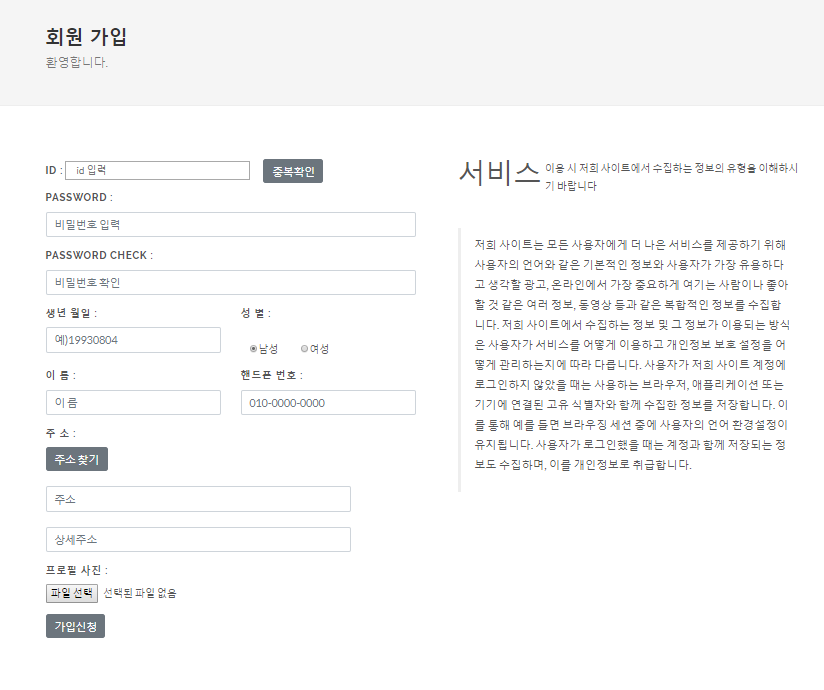 회원 가입
환영합니다.
ID : id 입력 중복확인
PASSWORD :
비밀번호 입력
PASSWORD CHECK :
비밀번호 확인
생년 월일 : 성 별 :
예)19930804 남성 여성
이 름 : 핸드폰 번호 :
이름 010-0000-0000
주 소 :
주소 찾기
주소
상세주소
프로필 사진 :
파일 선택 선택된 파일 없음
가입신청
서비스 이용 시 저희 사이트에서 수집하는 정보의 유형을 이해하시
기 바랍니다
저희 사이트는 모든 사용자에게 더 나은 서비스를 제공하기 위해
사용자의 언어와 같은 기본적인 정보와 사용자가 가장 유용하다
고 생각할 광고, 온라인에서 가장 중요하게 여기는 사람이나 좋아
할 것 같은 여러 정보, 동영상 등과 같은 복합적인 정보를 수집합
니다. 저희 사이트에서 수집하는 정보 및 그 정보가 이용되는 방식
은 사용자가 서비스를 어떻게 이용하고 개인정보 보호 설정을 어
떻게 관리하는지에 따라 다릅니다. 사용자가 저희 사이트 계정에
로그인하지 않았을 때는 사용하는 브라우저, 애플리케이션 또는
기기에 연결된 고유 식별자와 함께 수집한 정보를 저장합니다. 이
를 통해 예를 들면 브라우징 세션 중에 사용자의 언어 환경설정이
유지됩니다. 사용자가 로그인했을 때는 계정과 함께 저장되는 정
보도 수집하며, 이를 개인정보로 취급합니다.